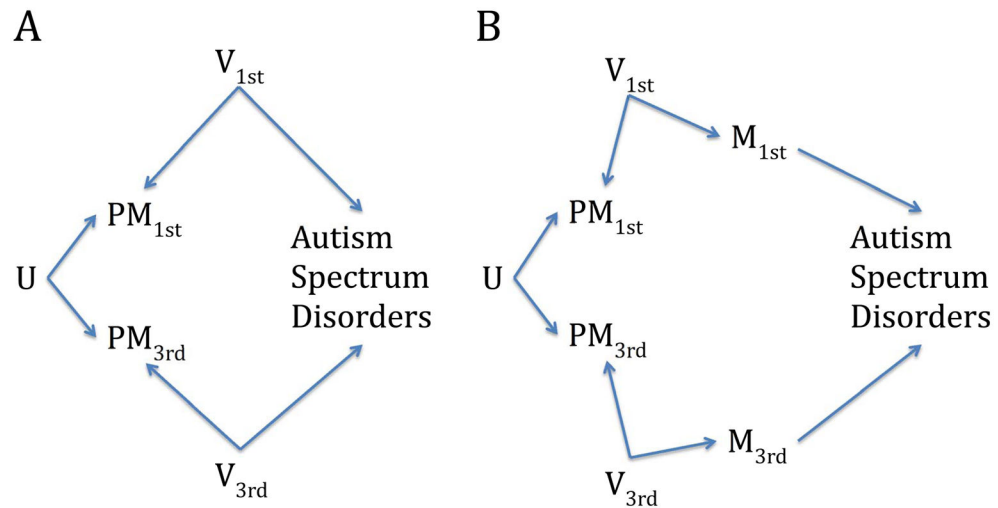 A
V1st
PM1st
U
PM3rd
V3rd
Autism
Spectrum
Disorders
B
V1st
M1st
PM1st
U
PM3rd
V3rd
M3rd
Autism
Spectrum
Disorders